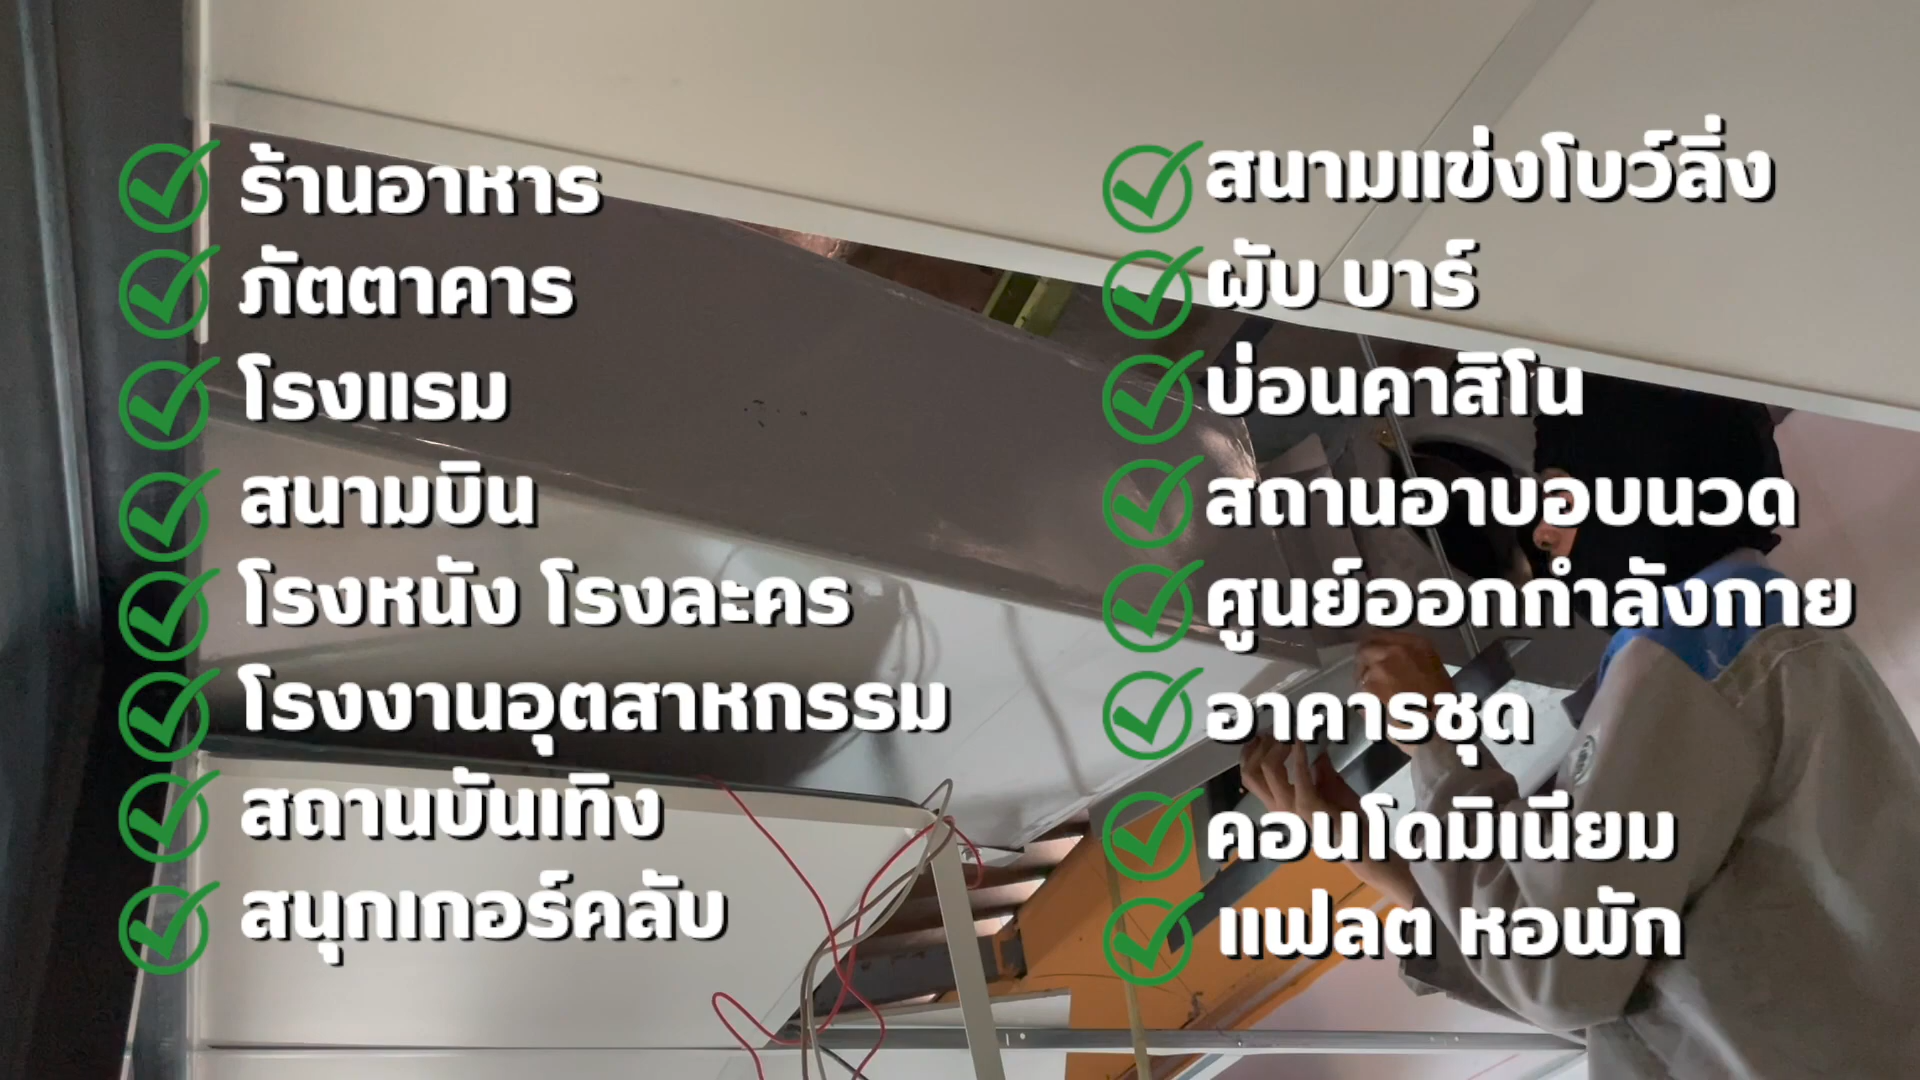 ร้านอาหาร
ภัตตาคาร
โรงแรม
สนามบิน
โรงหนัง โรงละคร
โรงงานอุตสาหกรรม
สถานบันเทิง
สนุกเกอร์คลับ
สนามแข่งโบว์ลิ่ง
ผับ บาร์
บ่อนคาสิโน
สถานอาบอบนวด
ศูนย์ออกกำลังกาย
อาคารชุด
คอนโดมิเนียม
แฟลต หอพัก